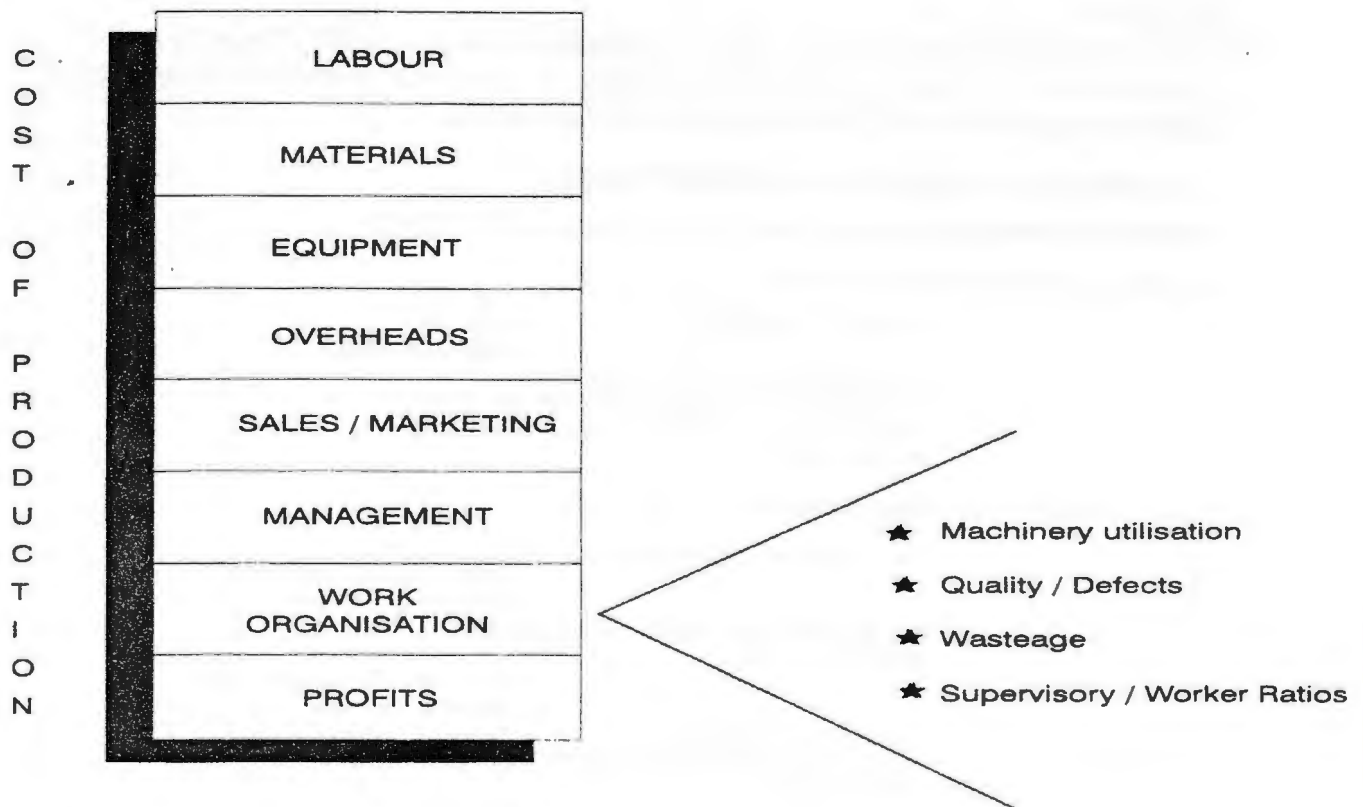 COST OF PRODUCTION
LABOUR
MATERIALS
EQUIPMENT
OVERHEADS
SALES / MARKETING
MANAGEMENT
WORK
ORGANISATION
PROFITS
★ Machinery utilisation
★ Quality / Defects
★ Wasteage
★ Supervisory / Worker Ratios